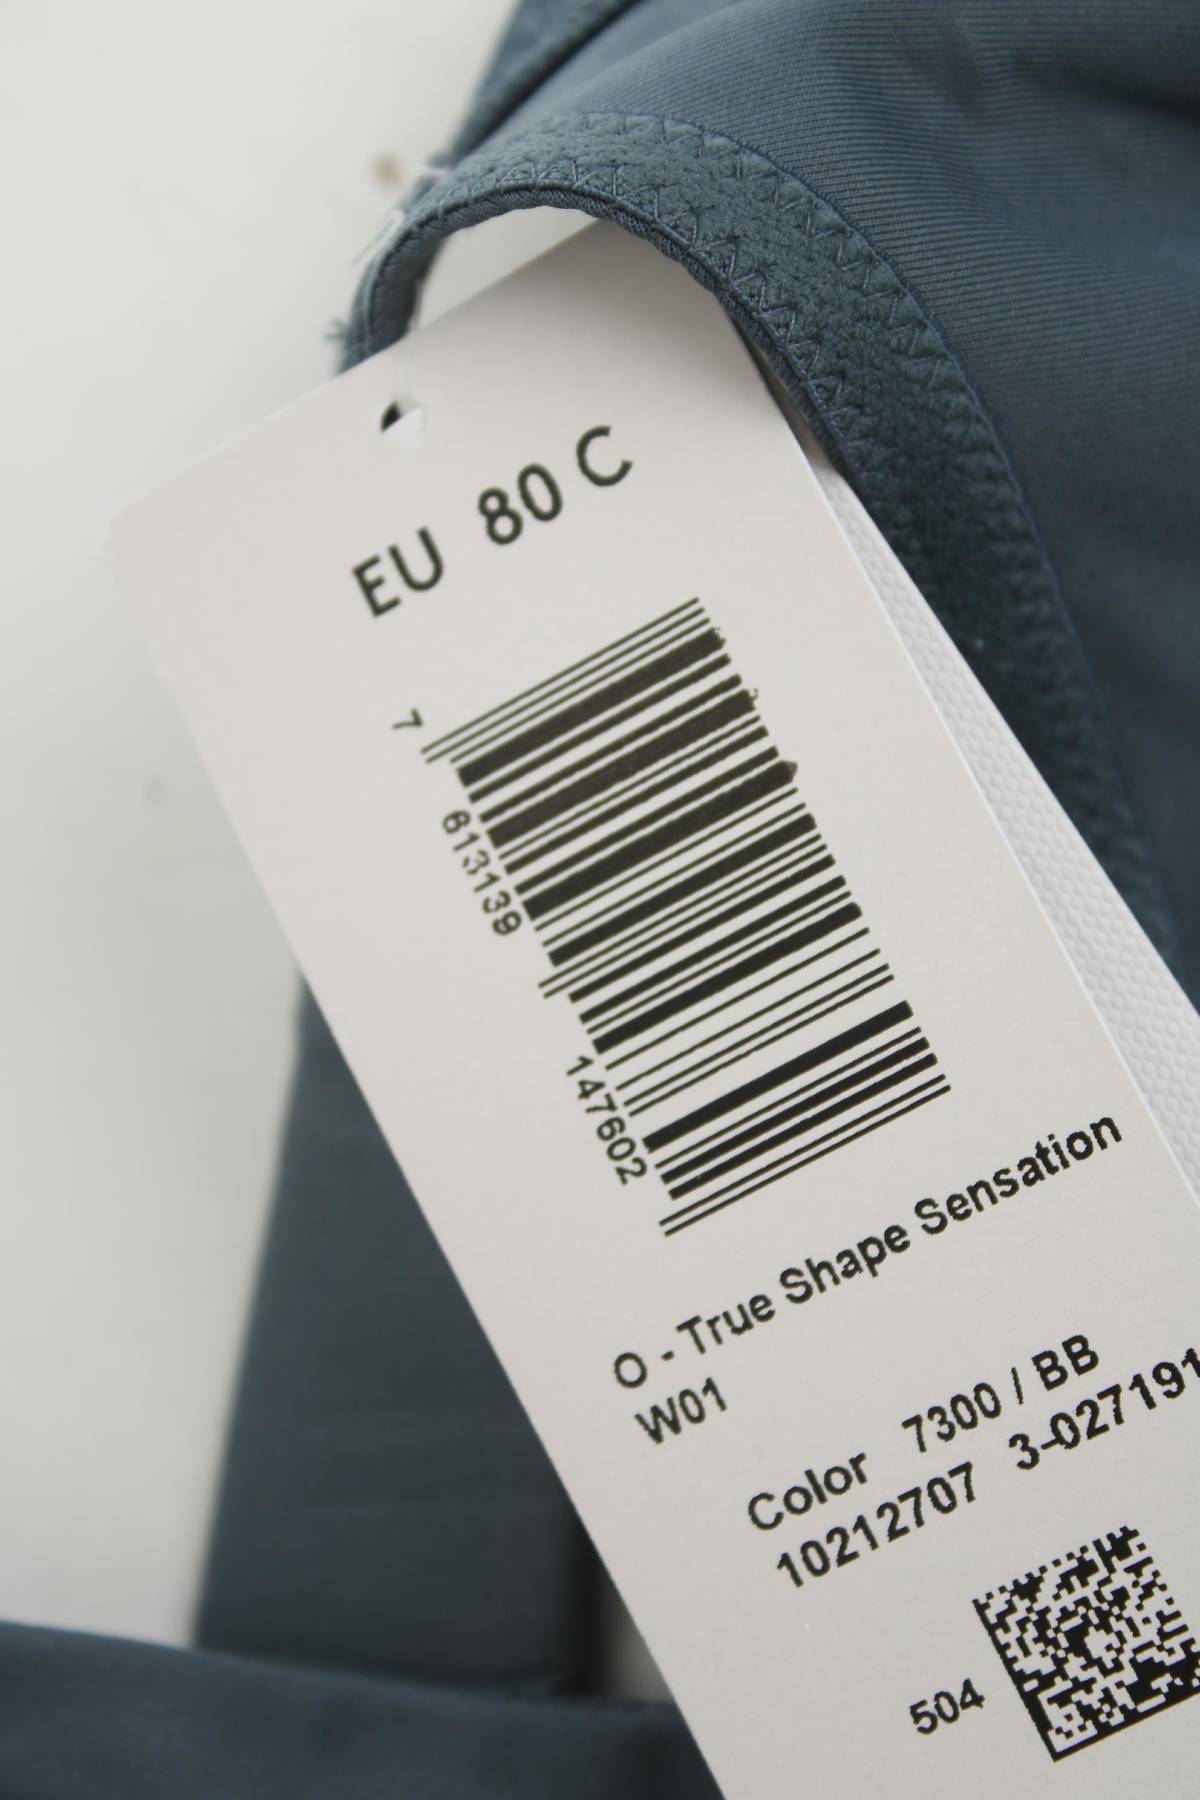 EU 80 C
7 613139 147602
O - True Shape Sensation
W01
Color 7300 / BB
10212707 3-027191
504